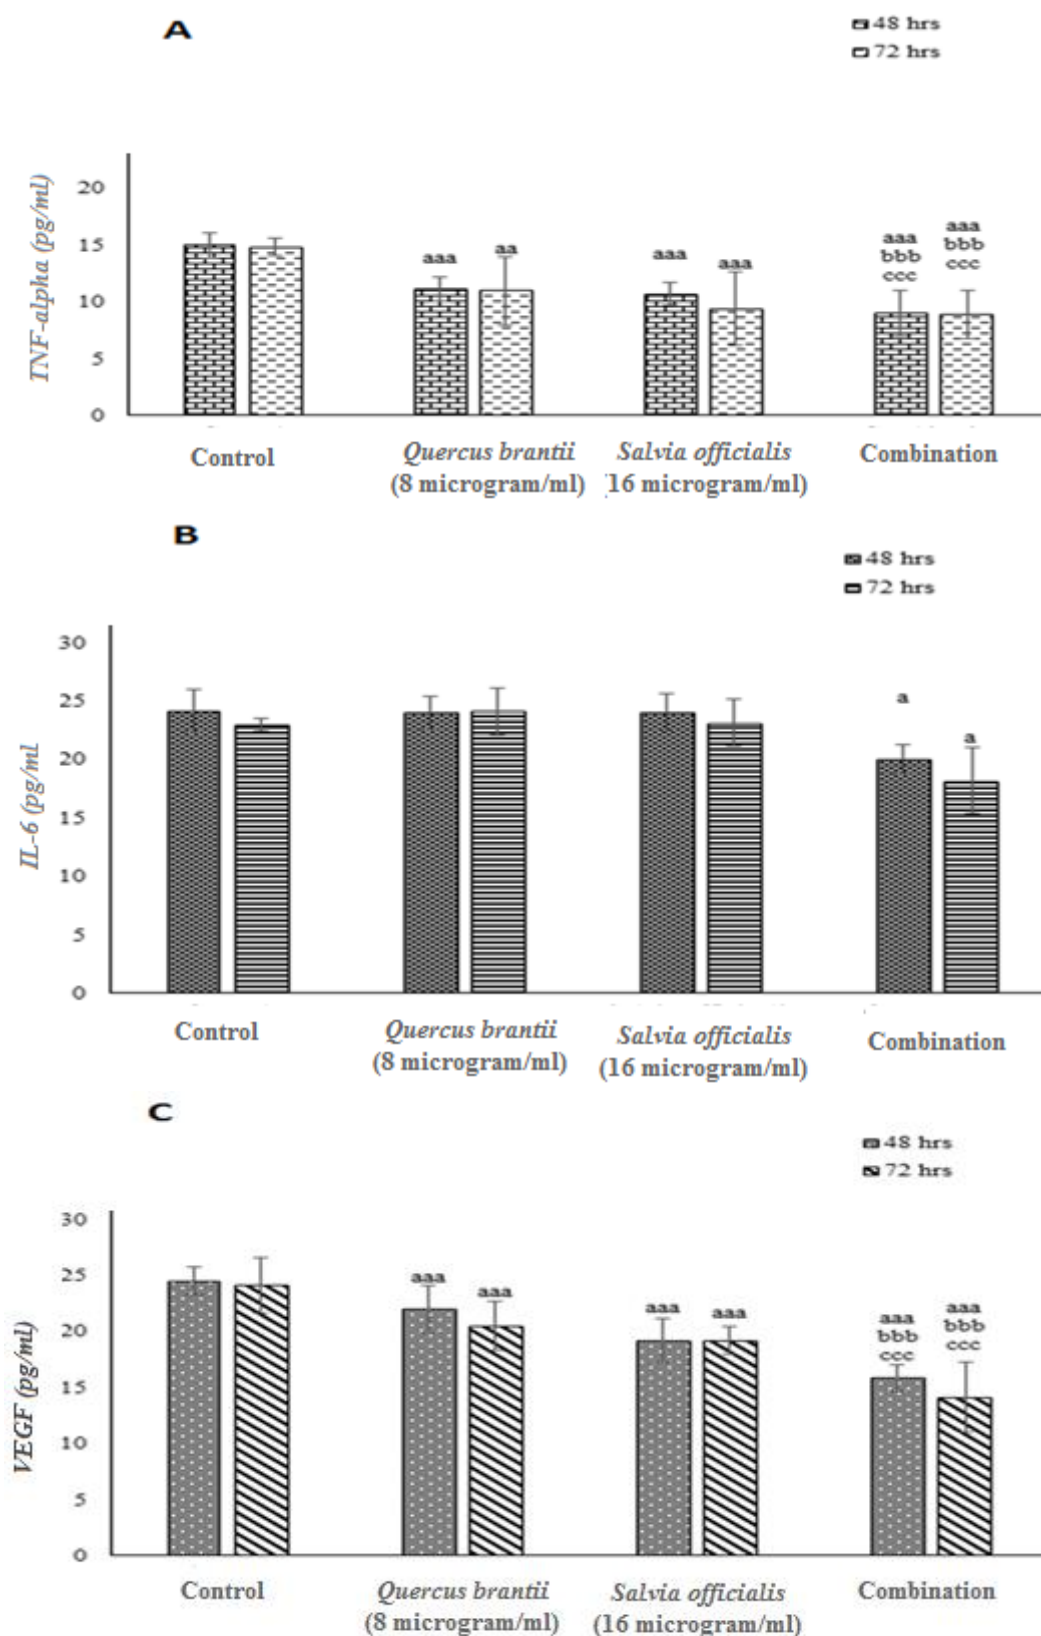 A
48 hrs
72 hrs
TNF-alpha (pg/ml)
20
15
10
5
0
aaa
aa
aaa
aaa
aaa
bbb
ccc
aaa
bbb
ccc
Control
Quercus brantii
(8 microgram/ml)
Salvia officialis
(16 microgram/ml)
Combination
B
48 hrs
72 hrs
IL-6 (pg/mL
30
25
20
15
10
5
0
a
a
Control
Quercus brantii
(8 microgram/ml)
Salvia officialis
(16 microgram/ml)
Combination
C
48 hrs
72 hrs
VEGF (pg/ml)
30
25
20
15
10
5
0
aaa
aaa
aaa
aaa
aaa
bbb
ccc
aaa
bbb
ccc
Control
Quercus brantii
(8 microgram/ml)
Salvia officialis
(16 microgram/ml)
Combination